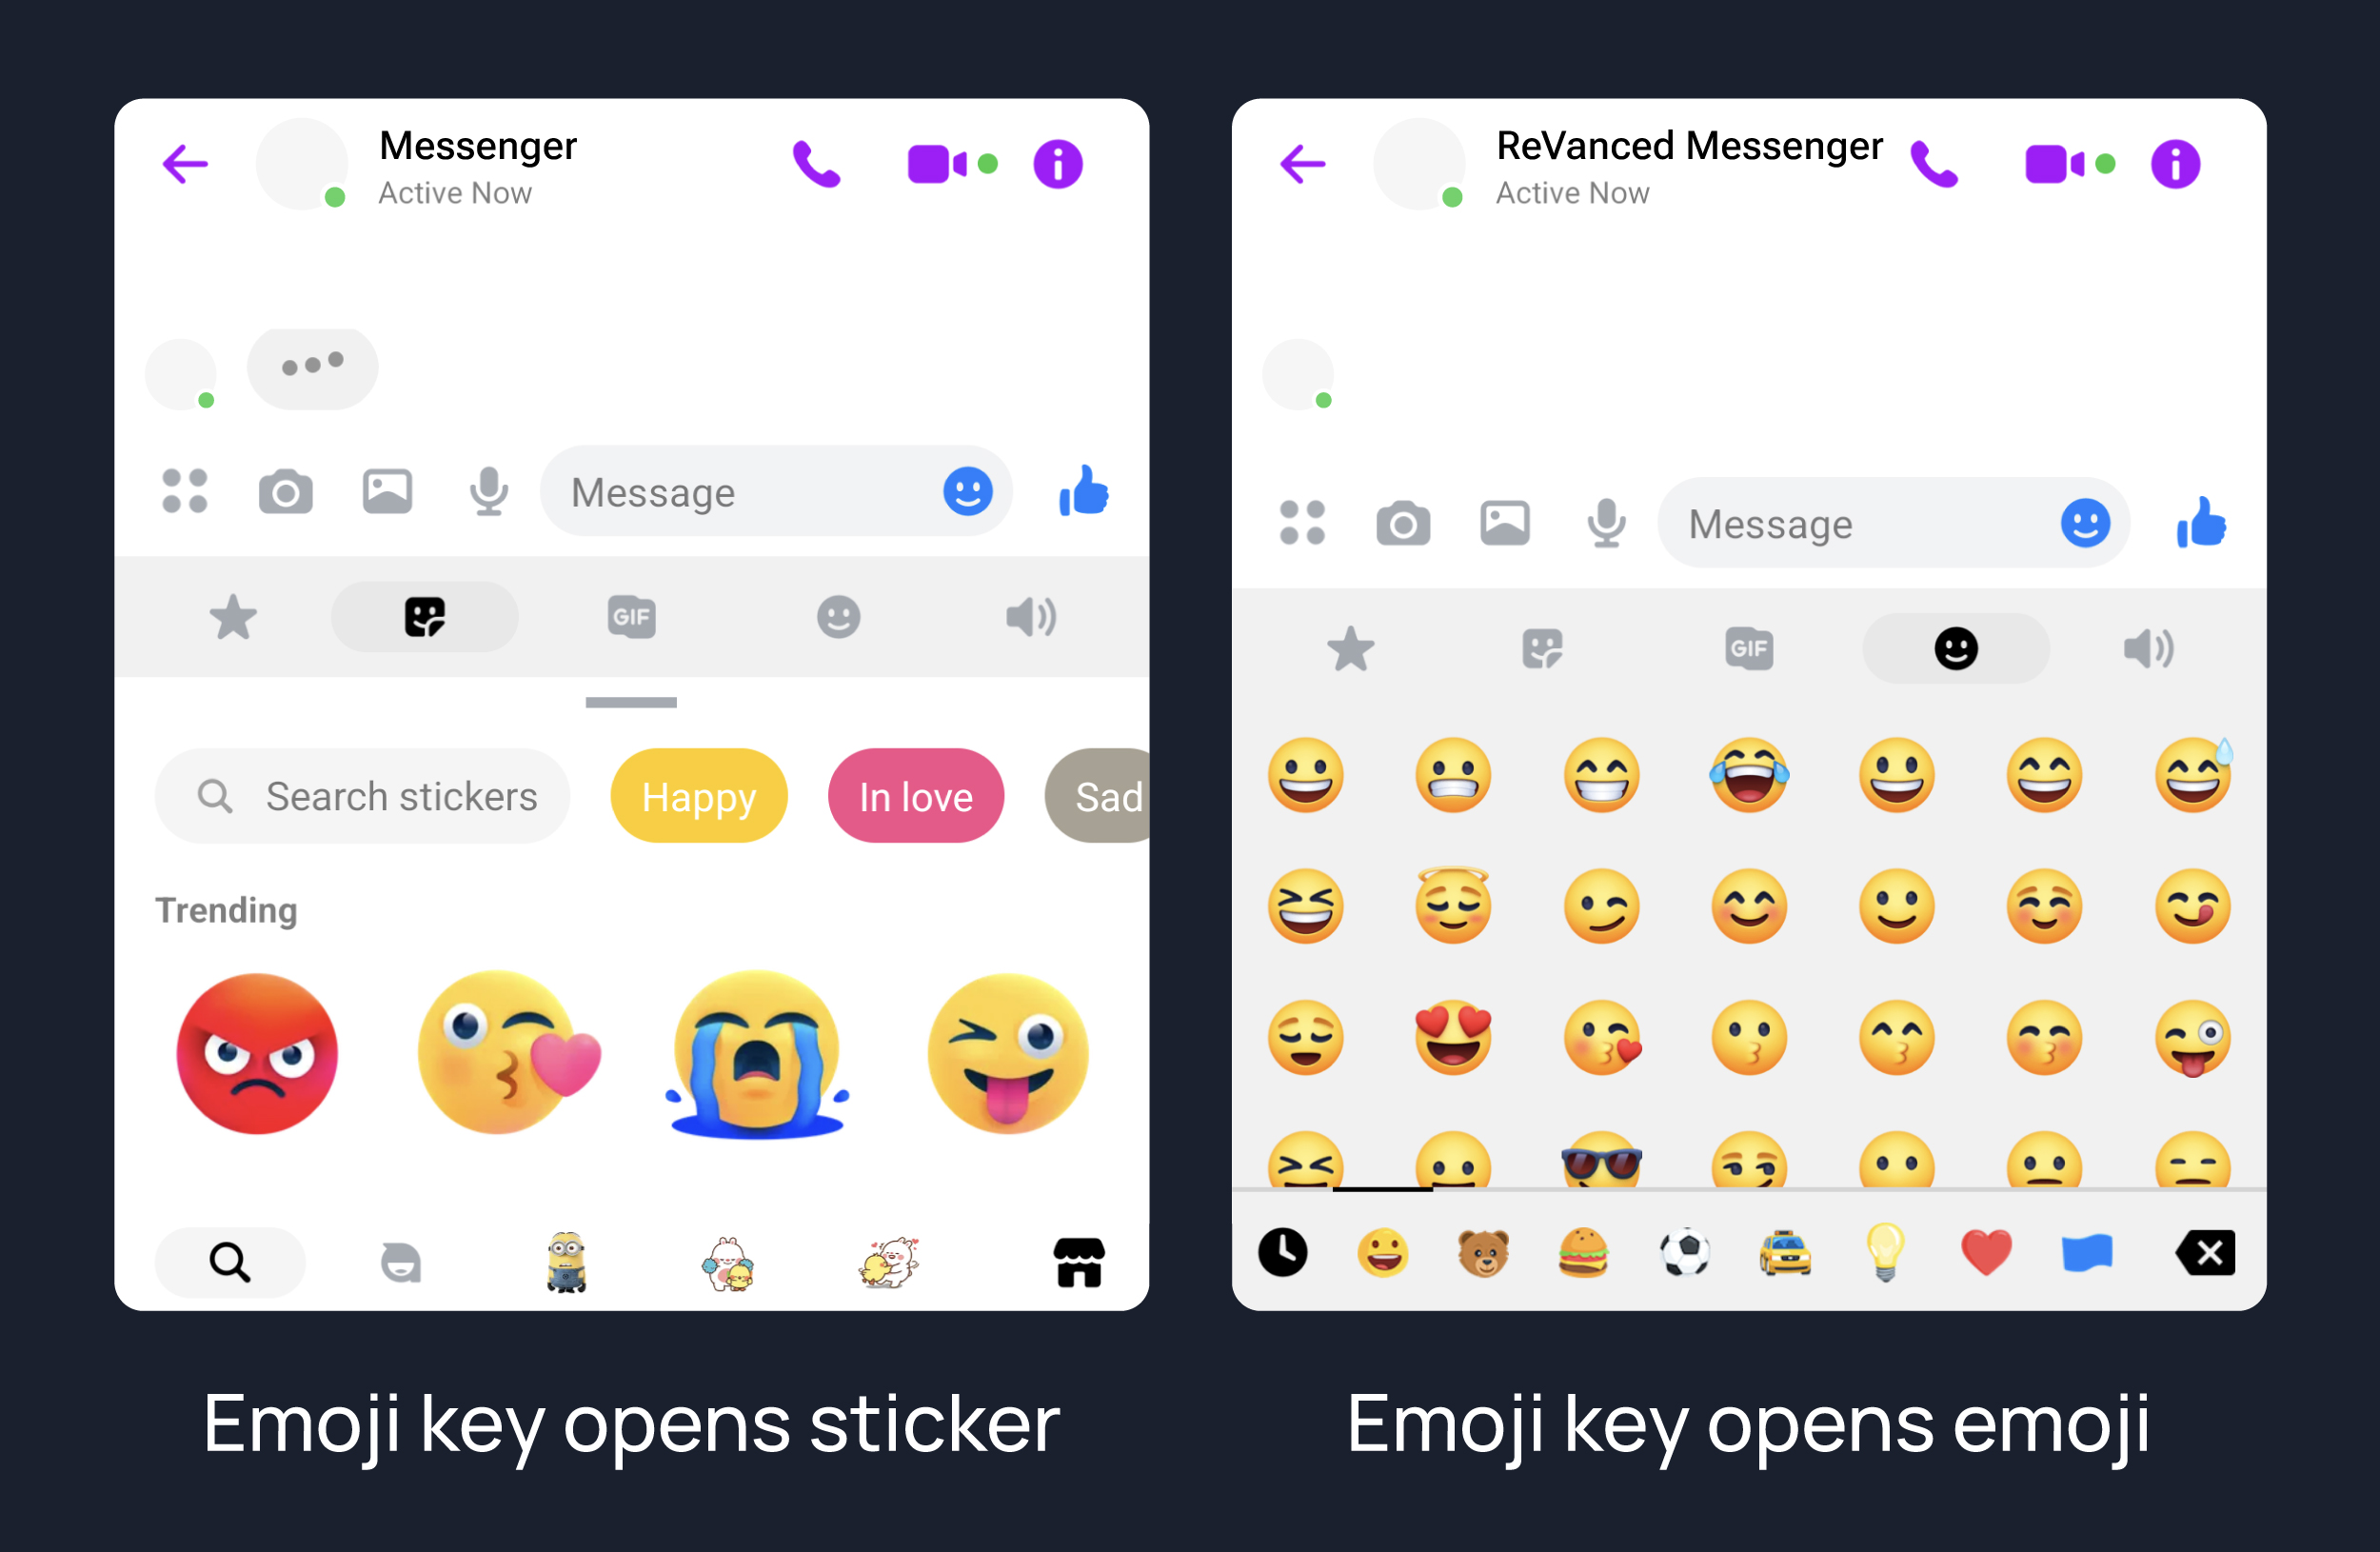 Messenger
Active Now
Message
GIF
Search stickers
Happy
In love
Sad
Trending
Emoji key opens sticker
ReVanced Messenger
Active Now
Message
GIF
Emoji key opens emoji